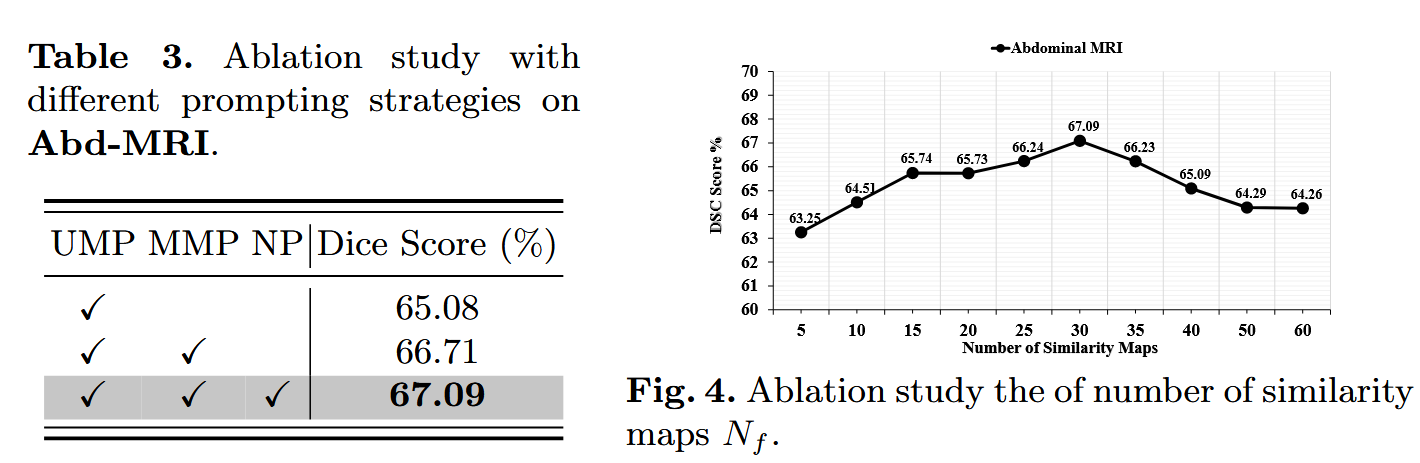 Table 3. Ablation study with
different prompting strategies on
Abd-MRI.
UMP MMP NP Dice Score (%)
✓ 65.08
✓ ✓ 66.71
✓ ✓ ✓ 67.09
Abdominal MRI
DSC Score %
70
69
68
67
66
65
64
63
62
61
60
63.25
64.51
65.74
65.73
66.24
67.09
66.23
65.09
64.29
64.26
5 10 15 20 25 30 35 40 50 60
Number of Similarity Maps
Fig. 4. Ablation study the of number of similarity
maps N_f.